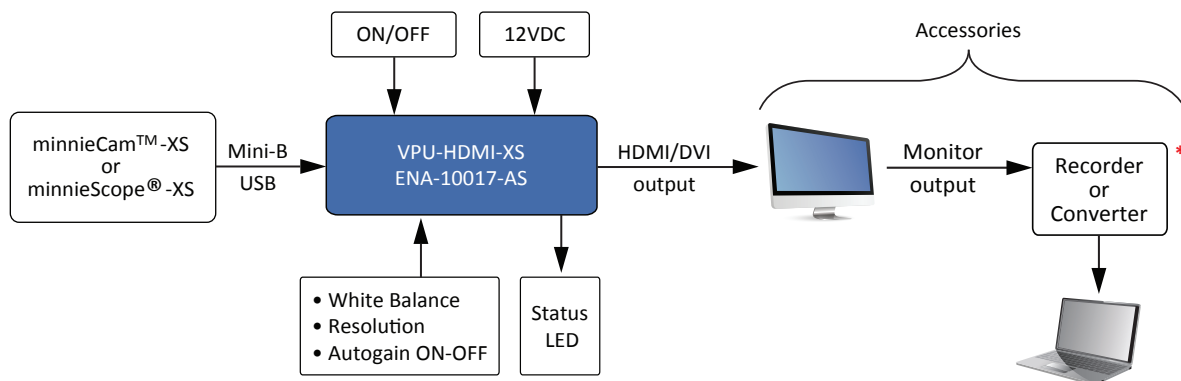 ON/OFF
12VDC
Accessories
minnieCam™-XS
or
minnieScope®-XS
Mini-B
USB
VPU-HDMI-XS
ENA-10017-AS
HDMI/DVI
output
Monitor
output
*
Recorder
or
Converter
• White Balance
• Resolution
• Autogain ON-OFF
Status
LED